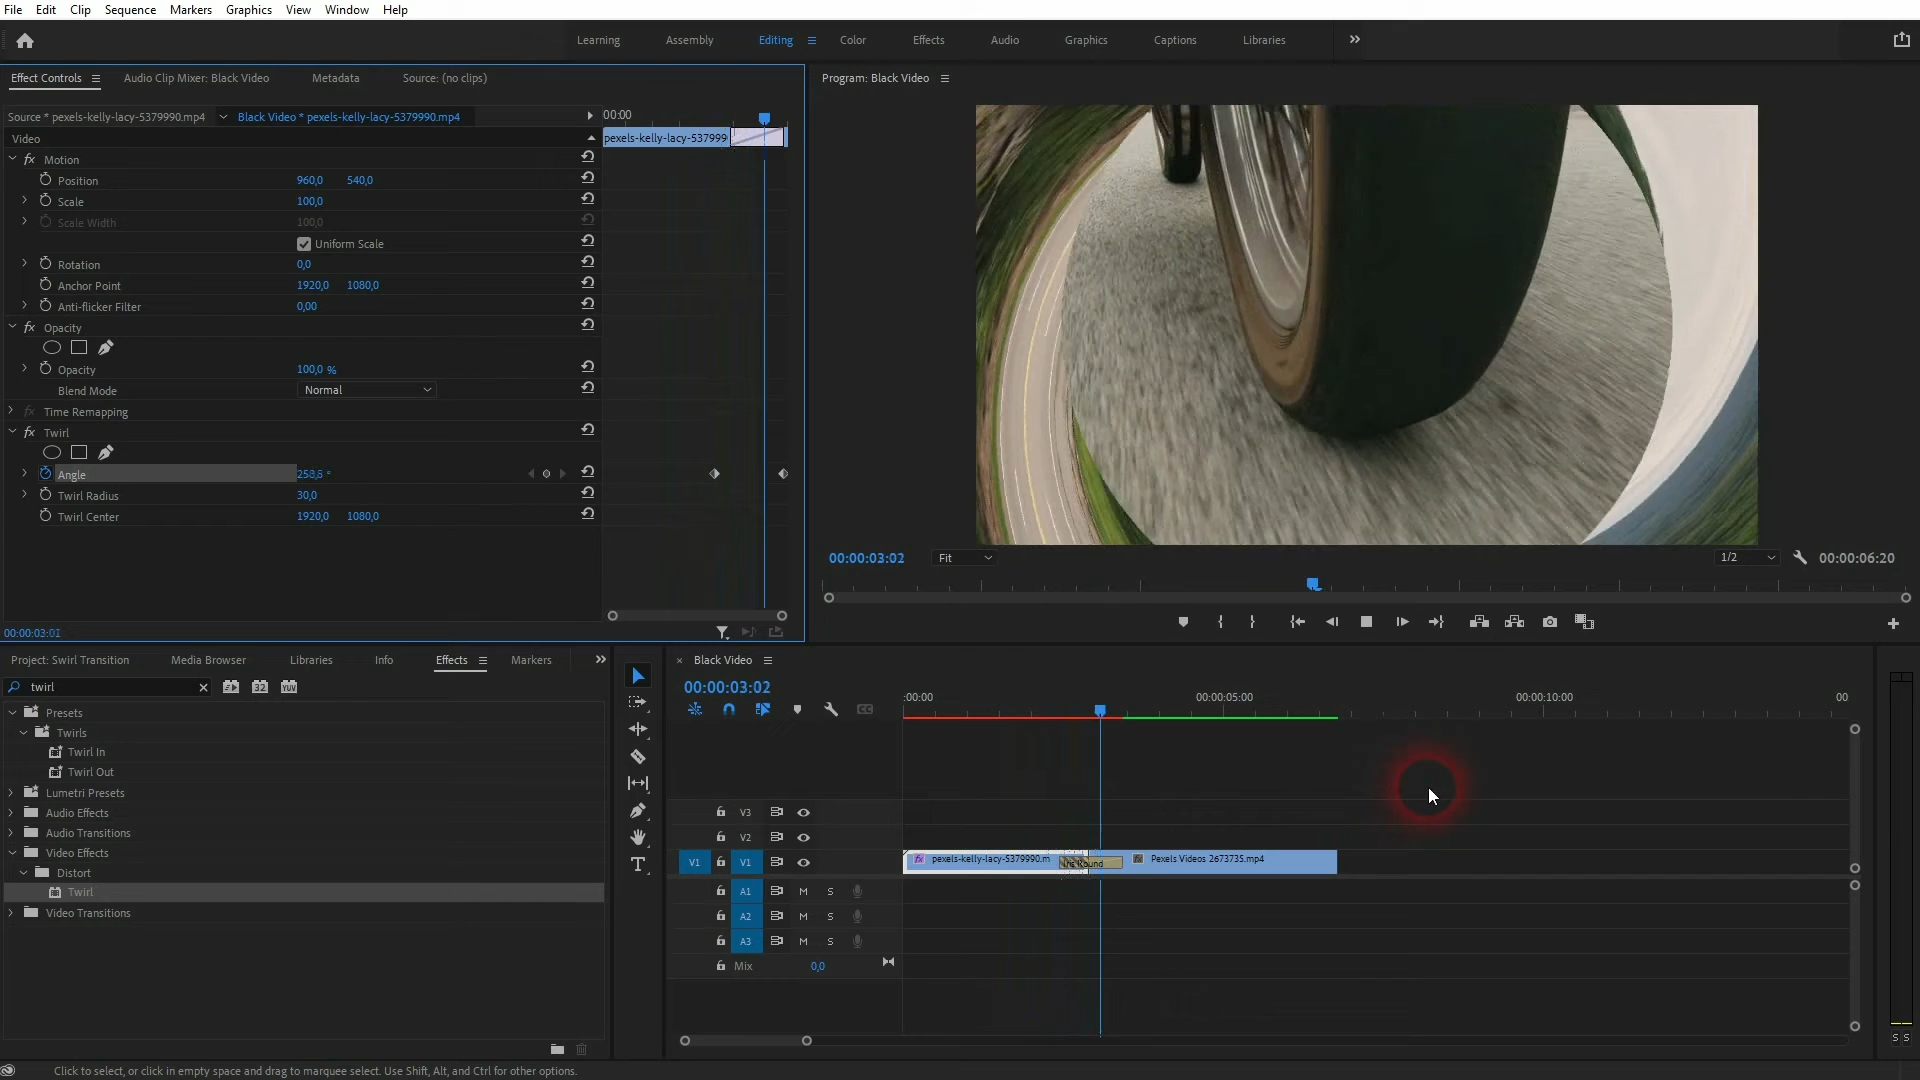 File Edit Clip Sequence Markers Graphics View Window Help
Learning Assembly Editing Color Effects Audio Graphics Captions Libraries
Effect Controls Audio Clip Mixer: Black Video Metadata Source: (no clips)
Program: Black Video
Source * pexels-kelly-lacy-5379990.mp4 Black Video * pexels-kelly-lacy-5379990.mp4
00:00
Video
pexels-kelly-lacy-537999
fx Motion
Position 960,0 540,0
Scale 100,0
Scale Width 100,0
Uniform Scale
Rotation 0,0
Anchor Point 1920,0 1080,0
Anti-flicker Filter 0,00
fx Opacity
Opacity 100,0 %
Blend Mode Normal
fx Time Remapping
fx Twirl
Angle
Twirl Radius 30,0
Twirl Center 1920,0 1080,0
00:00:03:02 Fit 1/2 00:00:06:20
Project: Swirl Transition Media Browser Libraries Info Effects Markers
twirl 32 YUV
Presets
Twirls
Twirl In
Twirl Out
Lumetri Presets
Audio Effects
Audio Transitions
Video Effects
Distort
Twirl
Video Transitions
× Black Video
00:00:03:02
:00:00 00:00:05:00 00:00:10:00 00
V3
V2
V1 V1 fx pexels-kelly-lacy-5379990.m Iris Round fx Pexels Videos 2673735.mp4
A1 M S
A2 M S
A3 M S
Mix 0,0
S S
Click to select, or click in empty space and drag to marquee select. Use Shift, Alt, and Ctrl for other options.